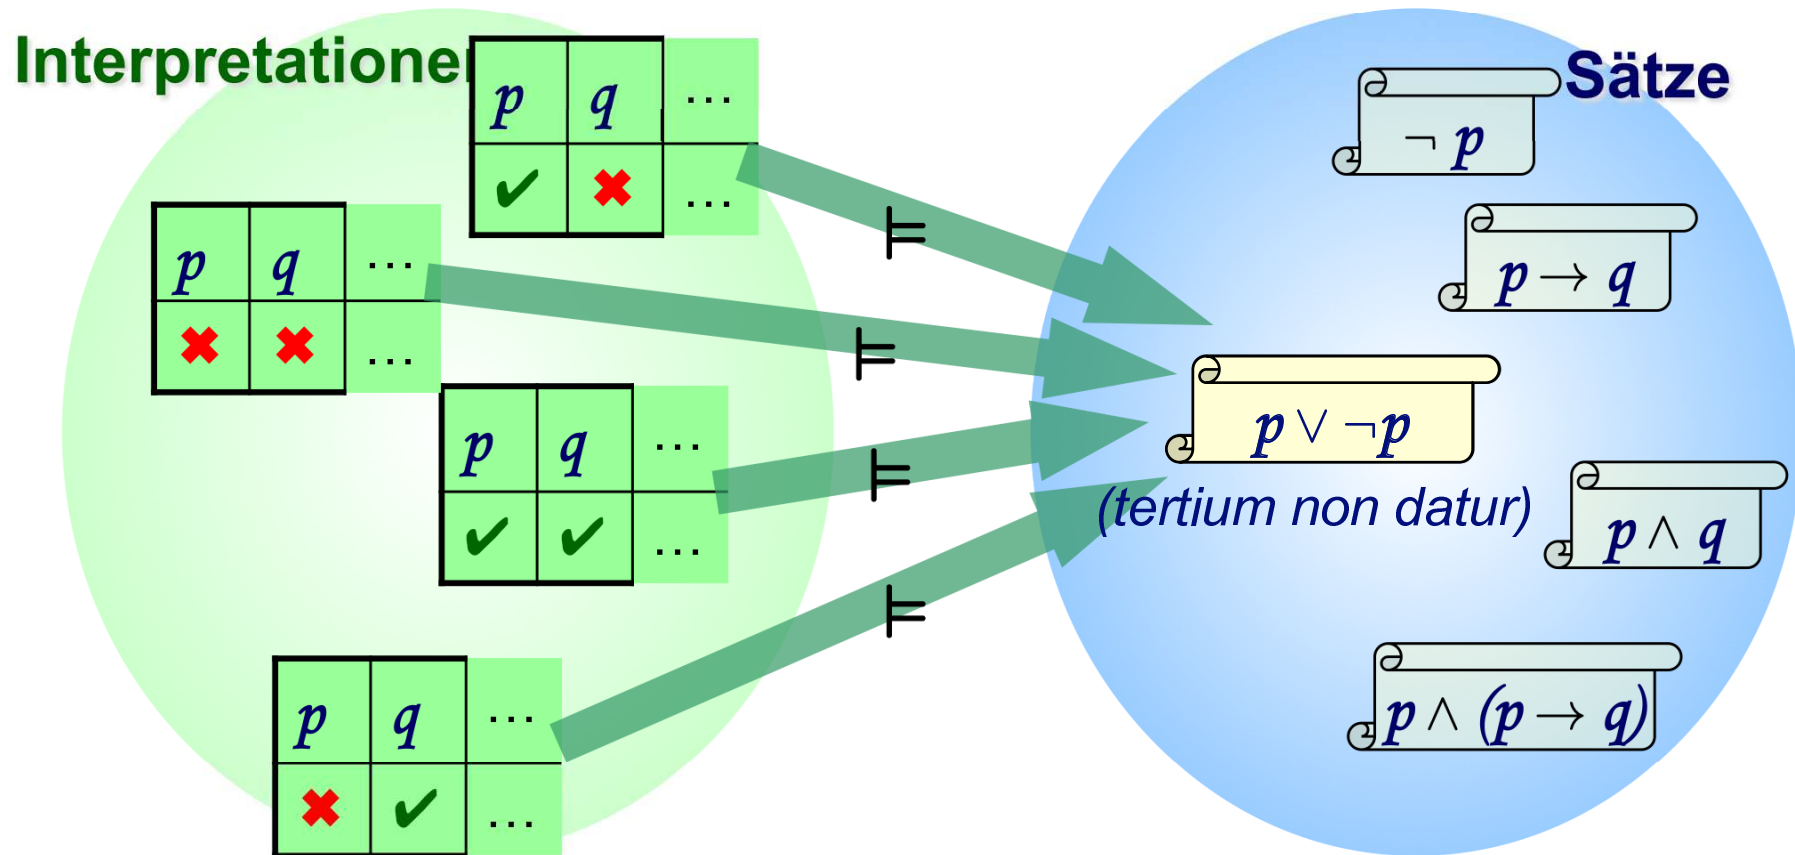 Interpretationen
p q ...
✔ ✖ ...
p q ...
✖ ✖ ...
p q ...
✔ ✔ ...
p q ...
✖ ✔ ...
⊨
⊨
⊨
⊨
Sätze
¬ p
p → q
p ∨ ¬p
(tertium non datur)
p ∧ q
p ∧ (p → q)